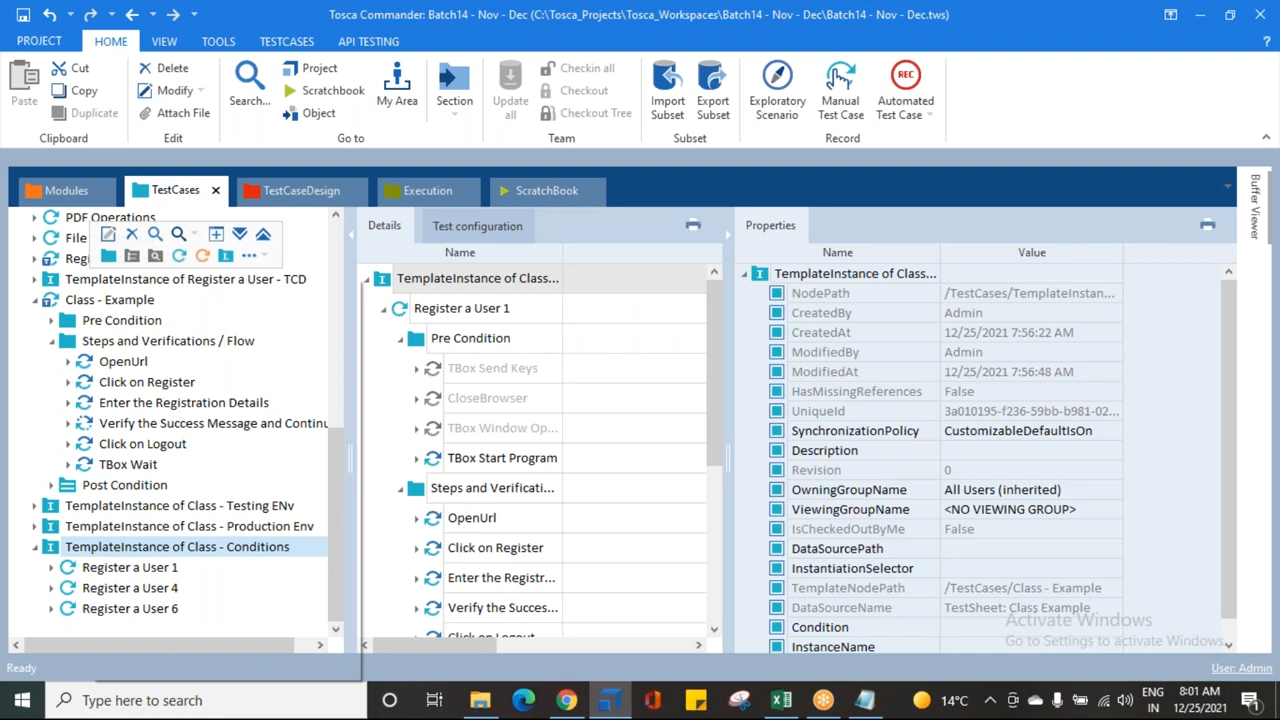 Tosca Commander: Batch14 - Nov - Dec (C:\Tosca_Projects\Tosca_Workspaces\Batch14 - Nov - Dec\Batch14 - Nov - Dec.tws)
PROJECT HOME VIEW TOOLS TESTCASES API TESTING ?
Paste
Cut
Copy
Duplicate
Clipboard
Delete
Modify
Attach File
Edit
Search...
Project
Scratchbook
Object
My Area
Section
Go to
Update all
Checkin all
Checkout
Checkout Tree
Team
Import Subset
Export Subset
Subset
Exploratory Scenario
Manual Test Case
REC
Automated Test Case
Record
Modules
TestCases
TestCaseDesign
Execution
ScratchBook
Buffer Viewer
PDF Operations
File
Regi
TemplateInstance of Register a User - TCD
Class - Example
Pre Condition
Steps and Verifications / Flow
OpenUrl
Click on Register
Enter the Registration Details
Verify the Success Message and Continu
Click on Logout
TBox Wait
Post Condition
TemplateInstance of Class - Testing ENv
TemplateInstance of Class - Production Env
TemplateInstance of Class - Conditions
Register a User 1
Register a User 4
Register a User 6
Details Test configuration
Name
TemplateInstance of Class...
Register a User 1
Pre Condition
TBox Send Keys
CloseBrowser
TBox Window Op...
TBox Start Program
Steps and Verificati...
OpenUrl
Click on Register
Enter the Registr...
Verify the Succes...
Click on Logout
Properties
Name Value
TemplateInstance of Class...
NodePath /TestCases/TemplateInstan...
CreatedBy Admin
CreatedAt 12/25/2021 7:56:22 AM
ModifiedBy Admin
ModifiedAt 12/25/2021 7:56:48 AM
HasMissingReferences False
UniqueId 3a010195-f236-59bb-b981-02...
SynchronizationPolicy CustomizableDefaultIsOn
Description
Revision 0
OwningGroupName All Users (inherited)
ViewingGroupName <NO VIEWING GROUP>
IsCheckedOutByMe False
DataSourcePath
InstantiationSelector
TemplateNodePath /TestCases/Class - Example
DataSourceName TestSheet: Class Example
Condition
InstanceName
Activate Windows
Go to Settings to activate Windows.
Ready
User: Admin
Type here to search
14°C
ENG
IN
8:01 AM
12/25/2021
1